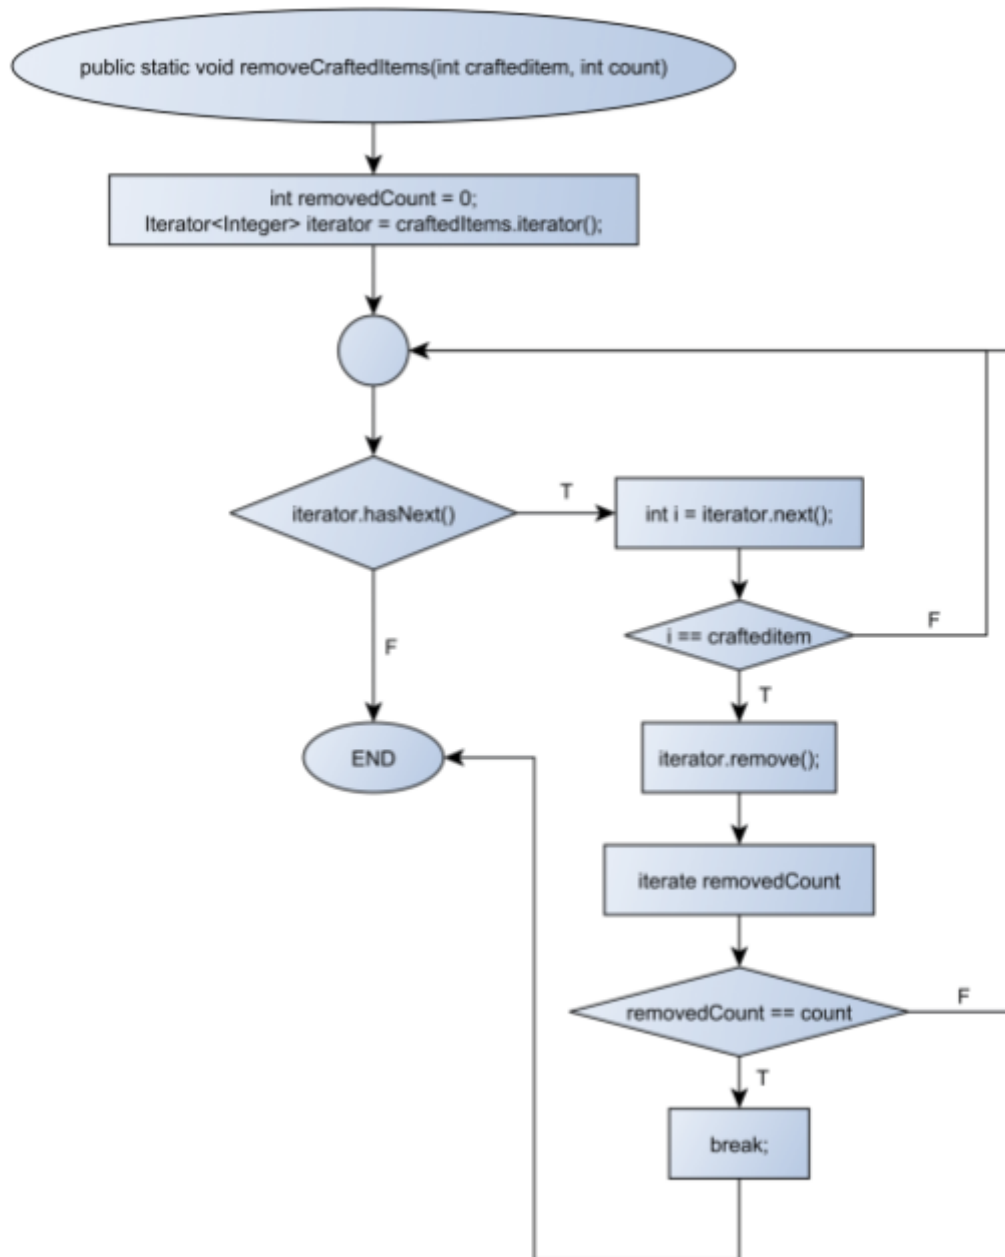 public static void removeCraftedItems(int crafteditem, int count)
int removedCount = 0;
Iterator<Integer> iterator = craftedItems.iterator();
iterator.hasNext()
T
int i = iterator.next();
i == crafteditem
F
F
T
END
iterator.remove();
iterate removedCount
removedCount == count
F
T
break;